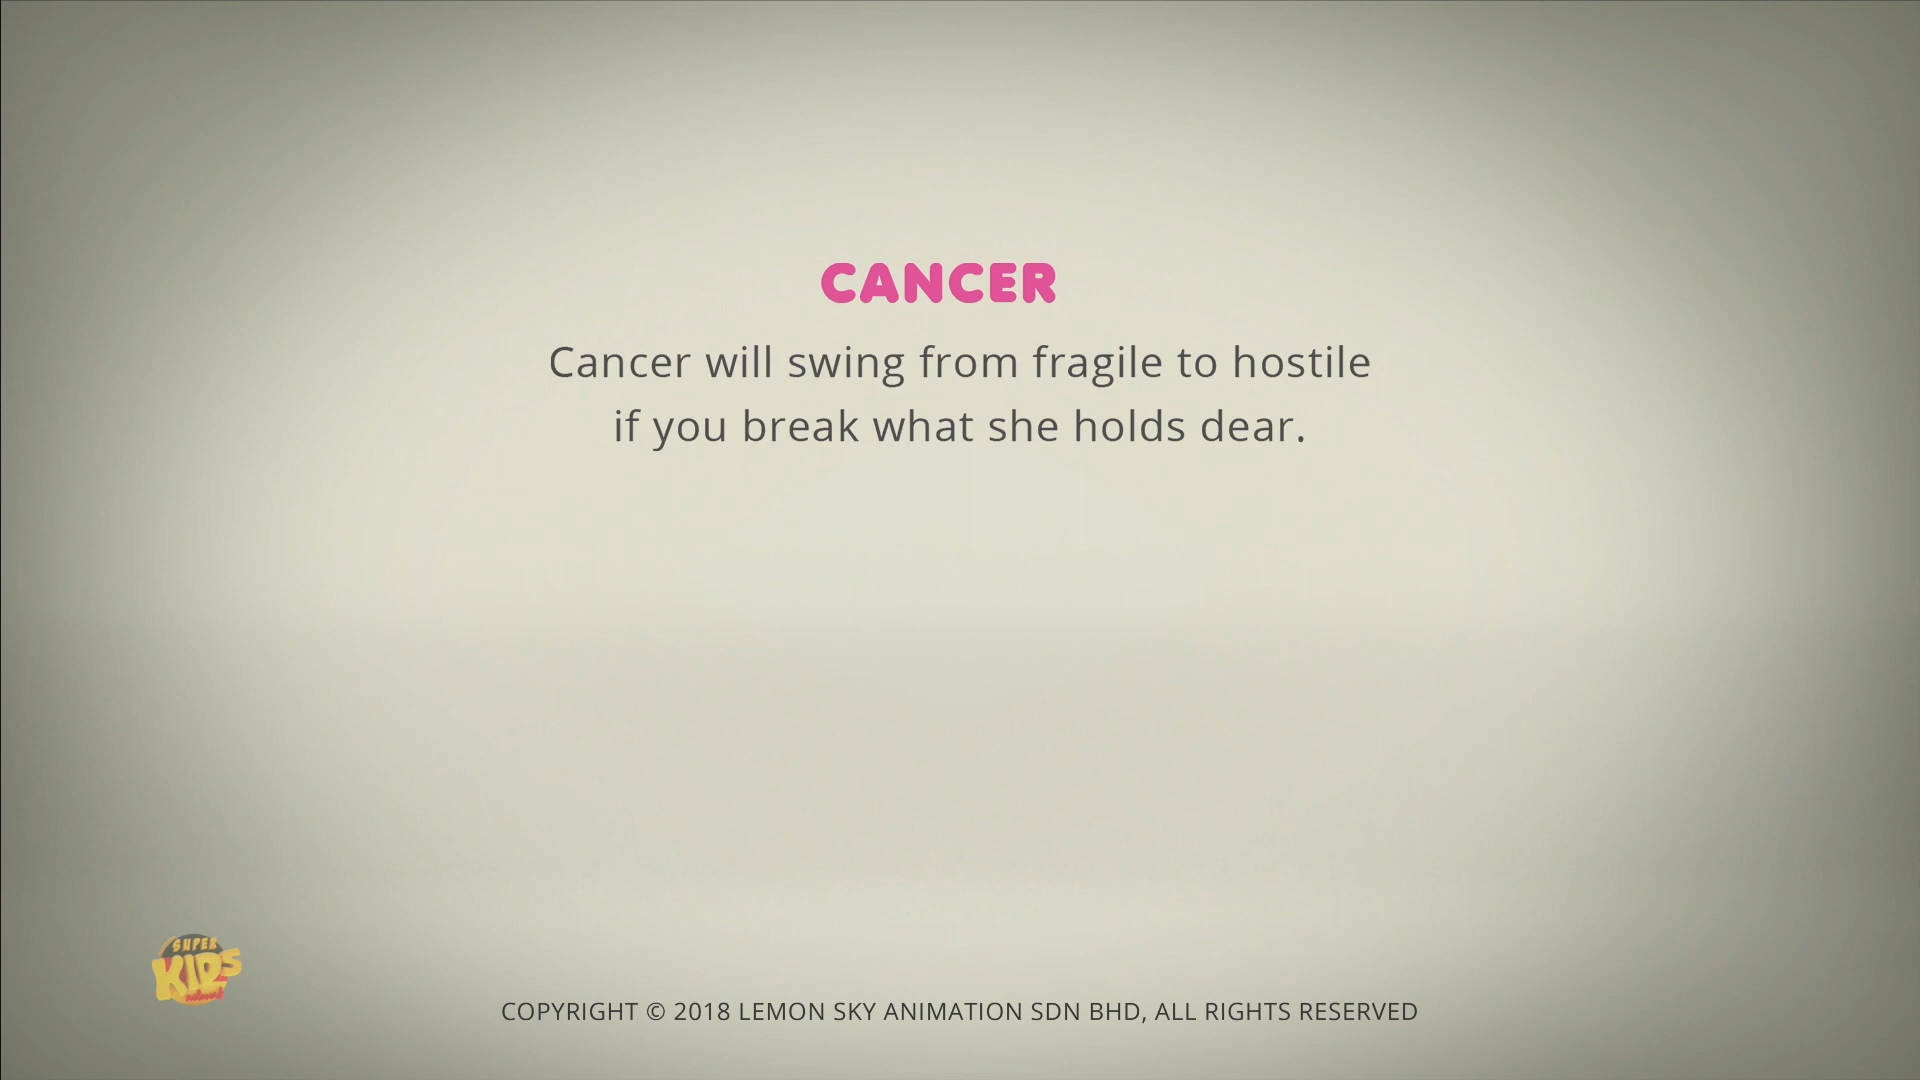 CANCER
Cancer will swing from fragile to hostile
if you break what she holds dear.
SUPER
KIDS
COPYRIGHT © 2018 LEMON SKY ANIMATION SDN BHD, ALL RIGHTS RESERVED